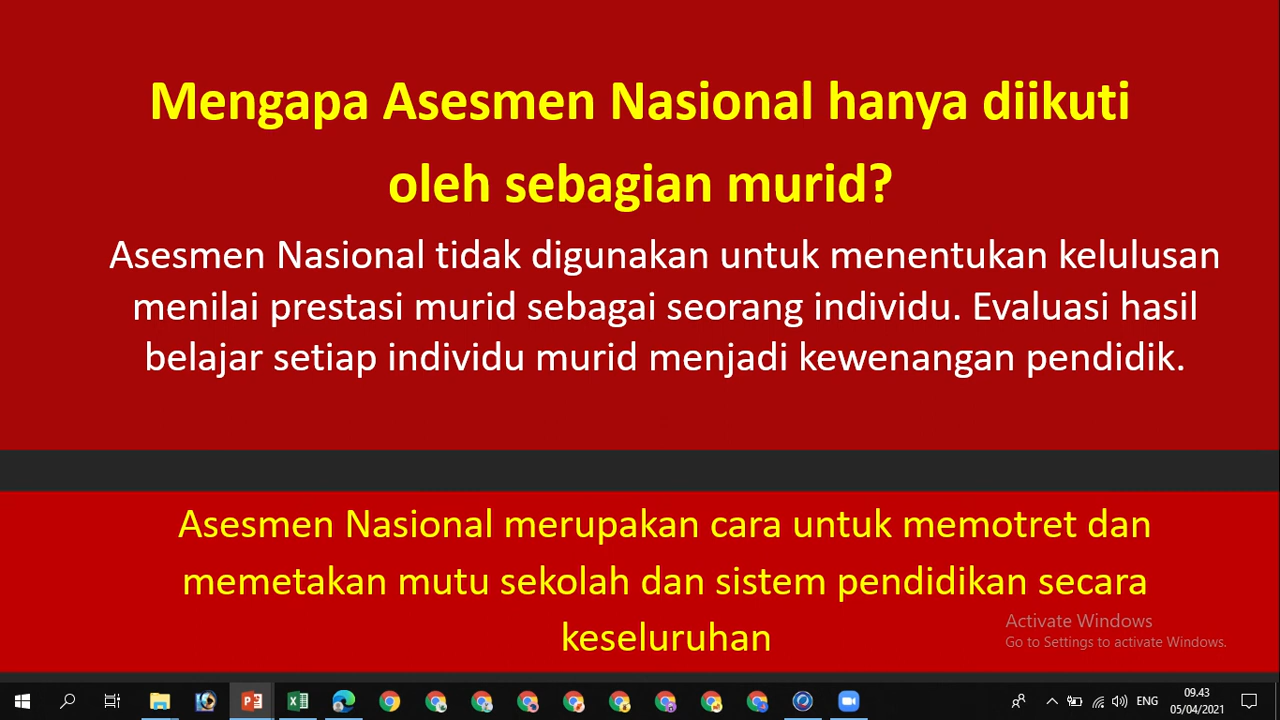 Mengapa Asesmen Nasional hanya diikuti
oleh sebagian murid?
Asesmen Nasional tidak digunakan untuk menentukan kelulusan
menilai prestasi murid sebagai seorang individu. Evaluasi hasil
belajar setiap individu murid menjadi kewenangan pendidik.
Asesmen Nasional merupakan cara untuk memotret dan
memetakan mutu sekolah dan sistem pendidikan secara
keseluruhan
Activate Windows
Go to Settings to activate Windows.
ENG
09.43
05/04/2021